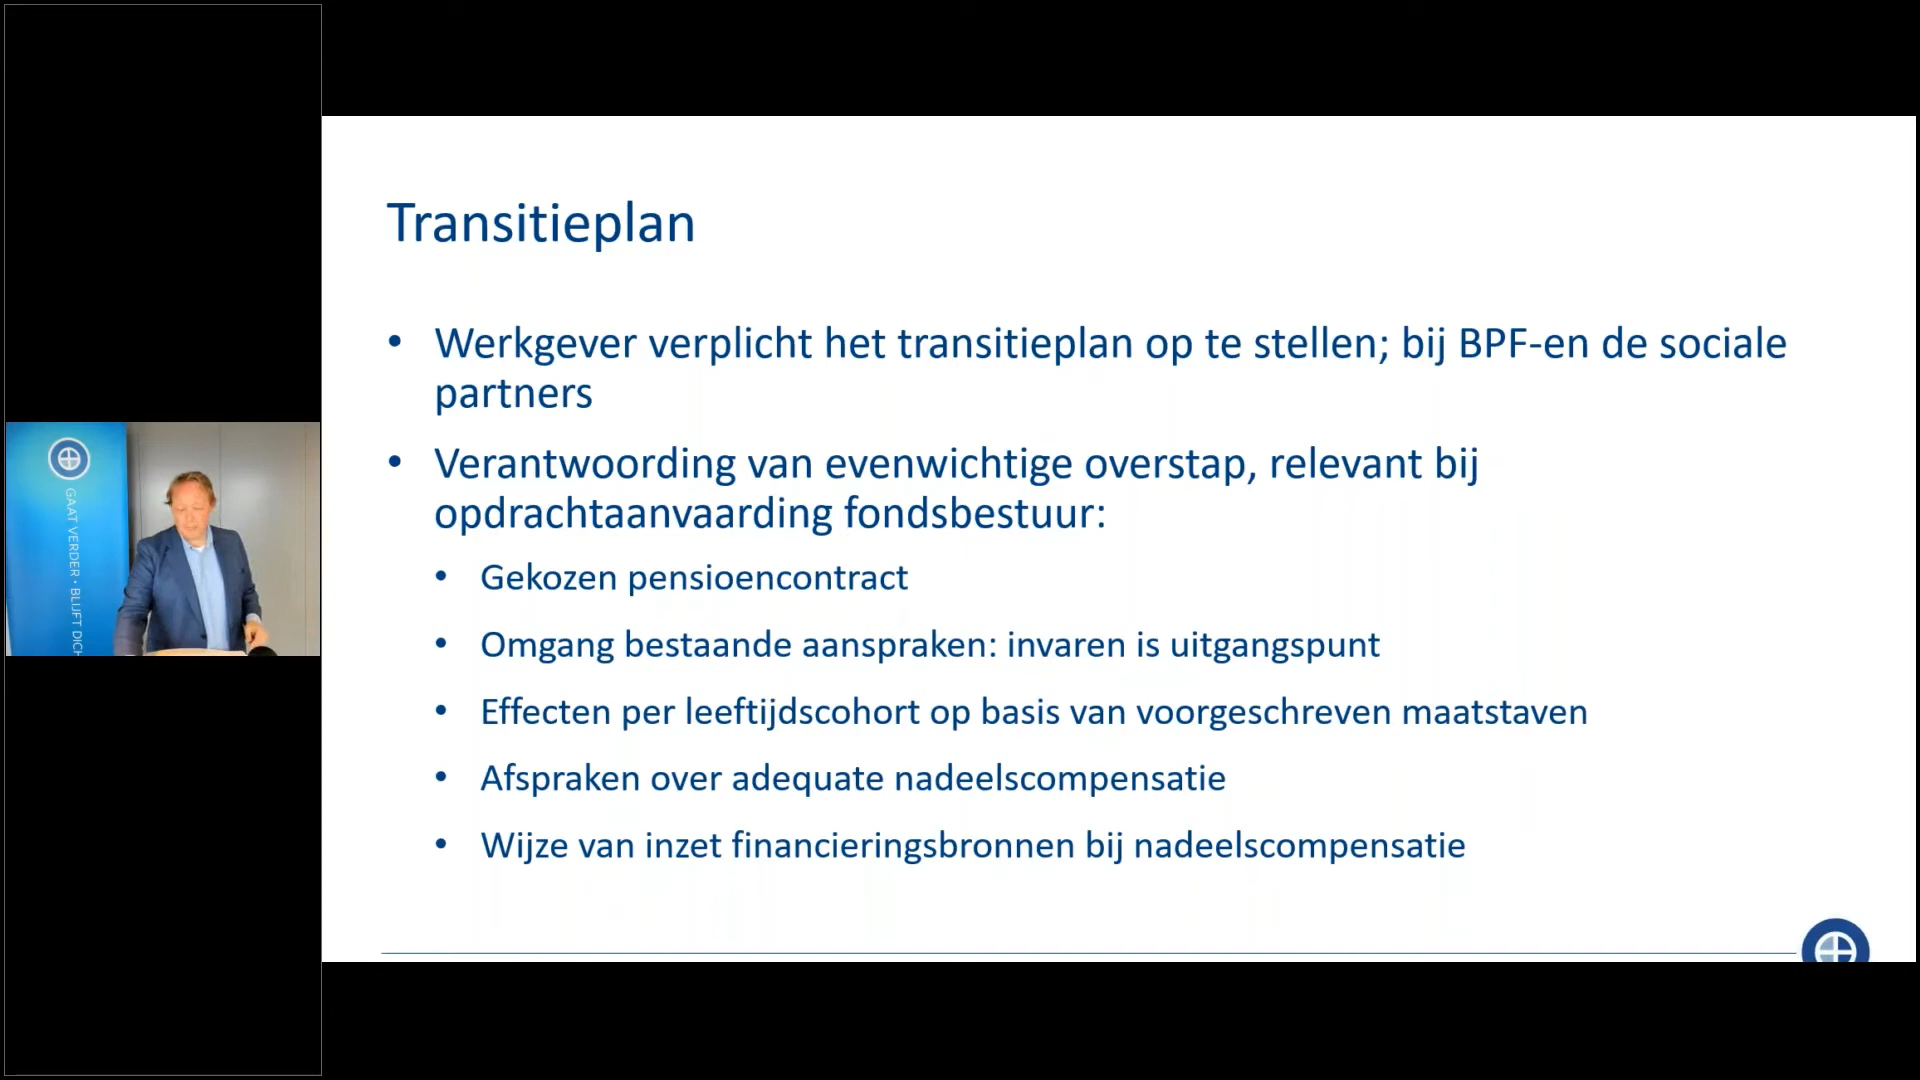 Transitieplan
• Werkgever verplicht het transitieplan op te stellen; bij BPF-en de sociale
partners
• Verantwoording van evenwichtige overstap, relevant bij
opdrachtaanvaarding fondsbestuur:
• Gekozen pensioencontract
• Omgang bestaande aanspraken: invaren is uitgangspunt
• Effecten per leeftijdscohort op basis van voorgeschreven maatstaven
• Afspraken over adequate nadeelscompensatie
• Wijze van inzet financieringsbronnen bij nadeelscompensatie
GAAT VERDER • BLIJFT DICH